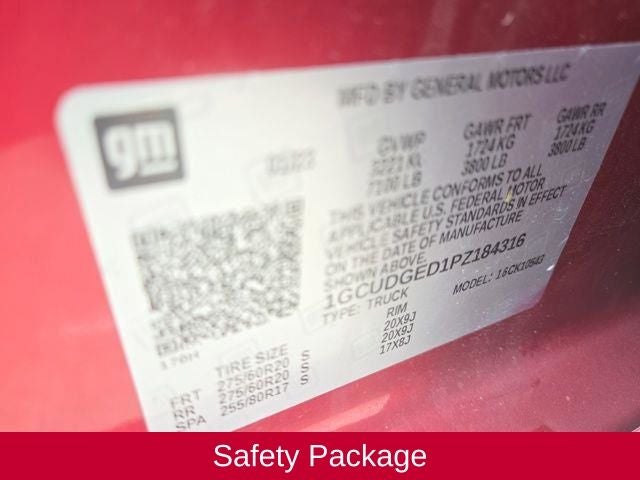 gm
MFD BY GENERAL MOTORS LLC
GVWR GAWR FRT GAWR RR
1724 KG 1724 KG
LB 3800 LB 3800 LB
THIS VEHICLE CONFORMS TO ALL
APPLICABLE U.S. FEDERAL MOTOR
VEHICLE SAFETY STANDARDS IN EFFECT
ON THE DATE OF MANUFACTURE
SHOWN ABOVE.
1GCUDGED1PZ184316
TYPE: TRUCK MODEL:
TIRE SIZE RIM
FRT 275/60R20 S 20X9J
RR 275/60R20 S 20X9J
SPA 255/80R17 S 17X8J
Safety Package